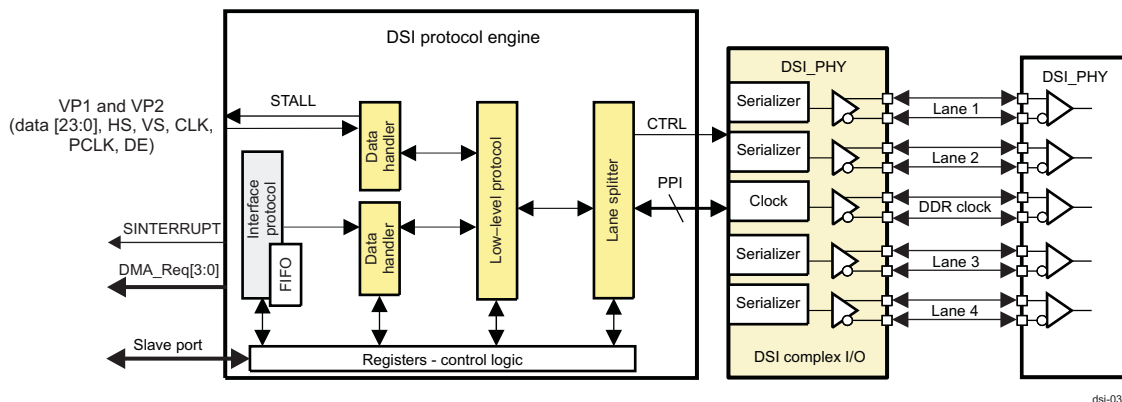 DSI protocol engine
VP1 and VP2
(data [23:0], HS, VS, CLK,
PCLK, DE)
STALL
Data
handler
Interface
protocol
FIFO
Data
handler
Low–level protocol
Lane splitter
CTRL
PPI
SINTERRUPT
DMA_Req[3:0]
Slave port
Registers - control logic
DSI_PHY
Serializer
Serializer
Clock
Serializer
Serializer
DSI complex I/O
Lane 1
Lane 2
DDR clock
Lane 3
Lane 4
DSI_PHY